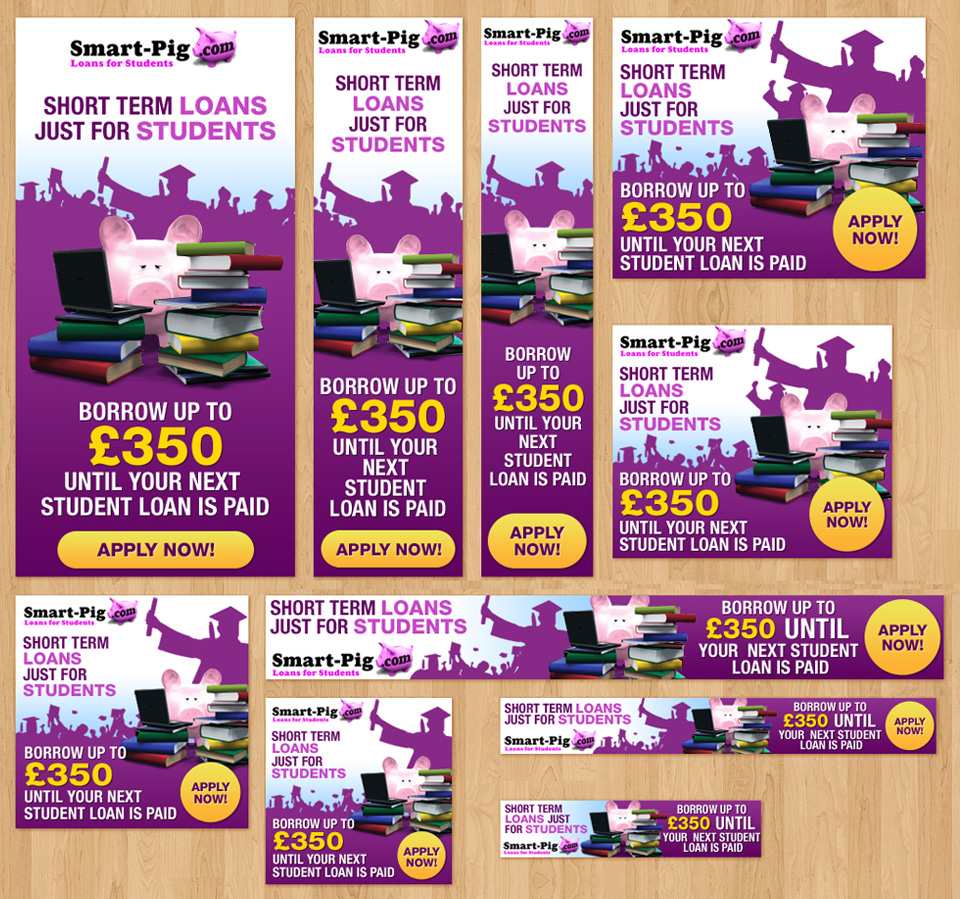 Smart-Pig.com
Loans for Students
SHORT TERM LOANS
JUST FOR STUDENTS
BORROW UP TO
£350
UNTIL YOUR NEXT
STUDENT LOAN IS PAID
APPLY NOW!
Smart-Pig.com
Loans for Students
SHORT TERM
LOANS
JUST FOR
STUDENTS
BORROW UP TO
£350
UNTIL YOUR
NEXT
STUDENT
LOAN IS PAID
APPLY NOW!
Smart-Pig.com
Loans for Students
SHORT TERM
LOANS
JUST FOR
STUDENTS
BORROW
UP TO
£350
UNTIL YOUR
NEXT
STUDENT
LOAN IS PAID
APPLY
NOW!
Smart-Pig.com
Loans for Students
SHORT TERM
LOANS
JUST FOR
STUDENTS
BORROW UP TO
£350
UNTIL YOUR NEXT
STUDENT LOAN IS PAID
APPLY
NOW!
Smart-Pig.com
Loans for Students
SHORT TERM
LOANS
JUST FOR
STUDENTS
BORROW UP TO
£350
UNTIL YOUR NEXT
STUDENT LOAN IS PAID
APPLY
NOW!
Smart-Pig.com
Loans for Students
SHORT TERM
LOANS
JUST FOR
STUDENTS
BORROW UP TO
£350
UNTIL YOUR NEXT
STUDENT LOAN IS PAID
APPLY
NOW!
SHORT TERM LOANS
JUST FOR STUDENTS
Smart-Pig.com
Loans for Students
BORROW UP TO
£350 UNTIL
YOUR NEXT STUDENT
LOAN IS PAID
APPLY
NOW!
Smart-Pig.com
Loans for Students
SHORT TERM
LOANS
JUST FOR
STUDENTS
BORROW UP TO
£350
UNTIL YOUR NEXT
STUDENT LOAN IS PAID
APPLY
NOW!
SHORT TERM LOANS
JUST FOR STUDENTS
Smart-Pig.com
Loans for Students
BORROW UP TO
£350 UNTIL
YOUR NEXT STUDENT
LOAN IS PAID
APPLY
NOW!
SHORT TERM
LOANS JUST
FOR STUDENTS
Smart-Pig.com
Loans for Students
BORROW UP TO
£350 UNTIL
YOUR NEXT STUDENT
LOAN IS PAID